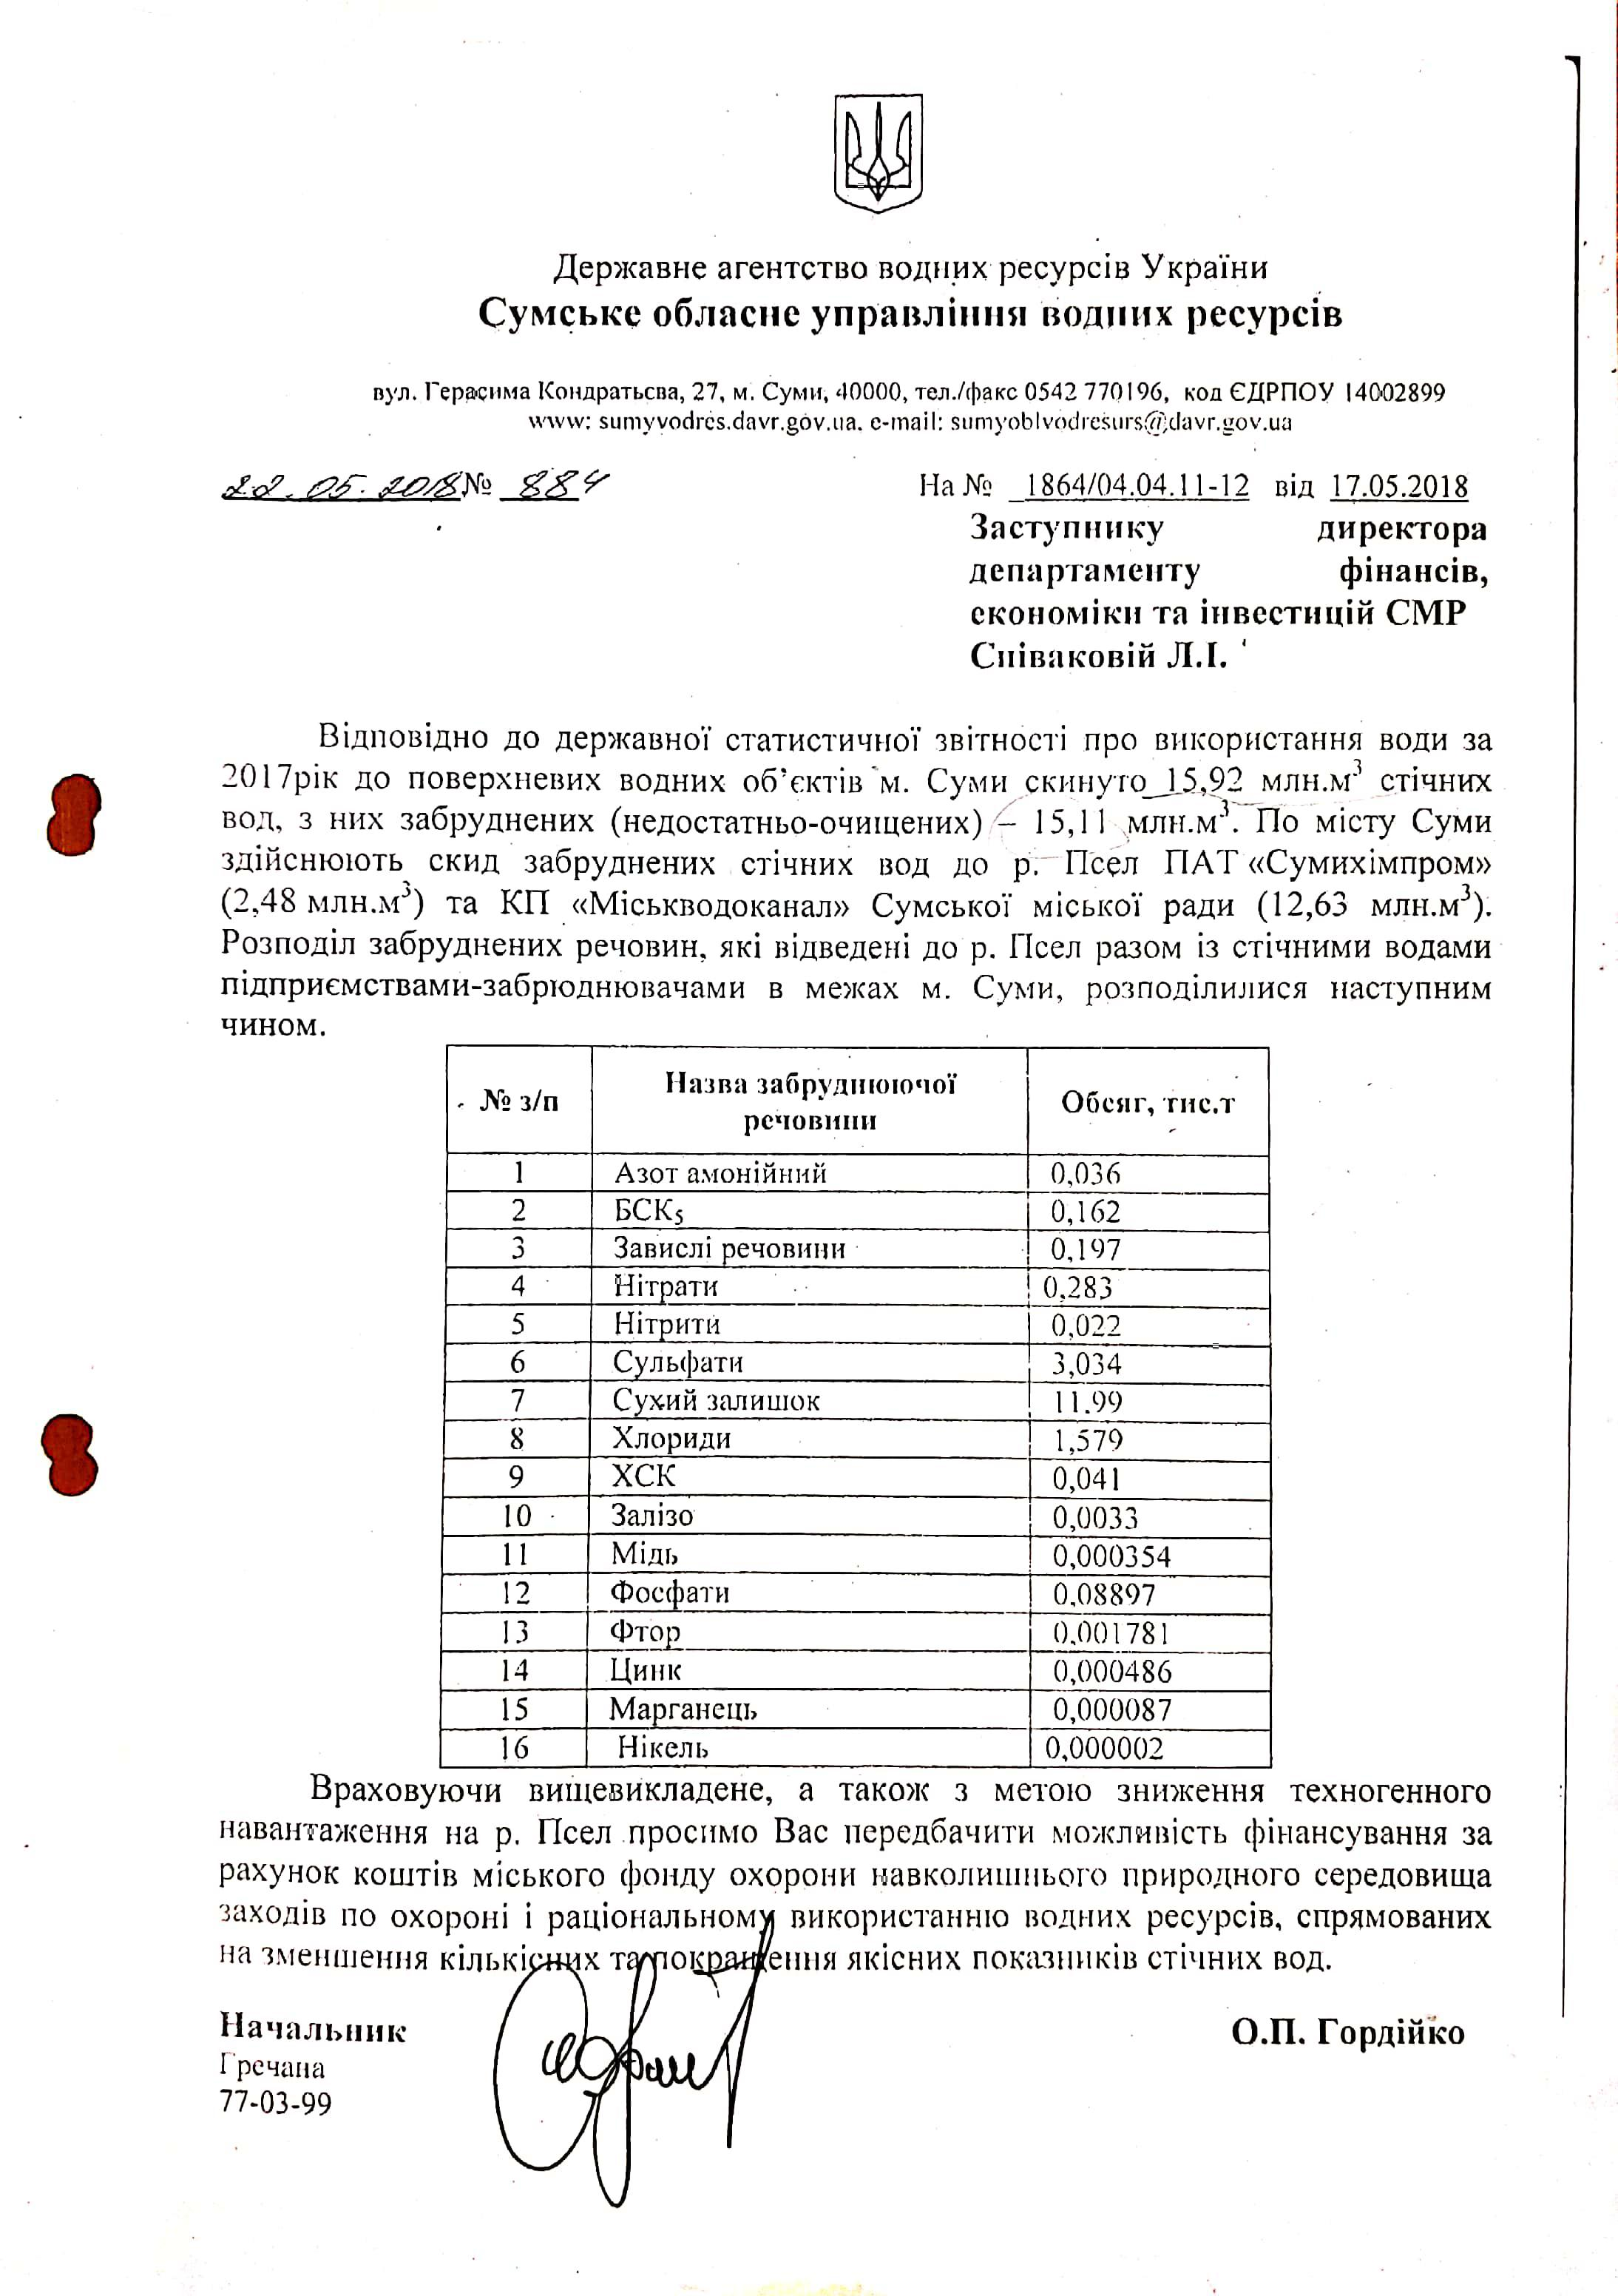 Державне агентство водних ресурсів України
Сумське обласне управління водних ресурсів
вул. Герасима Кондратьєва, 27, м. Суми, 40000, тел./факс 0542 770196, код ЄДРПОУ 14002899
www: sumyvodres.davr.gov.ua. e-mail: sumyoblvodresurs@davr.gov.ua
22.05.2018 № 884 На № 1864/04.04.11-12 від 17.05.2018
Заступнику директора
департаменту фінансів,
економіки та інвестицій СМР
Співаковій Л.І.
Відповідно до державної статистичної звітності про використання води за
2017рік до поверхневих водних об’єктів м. Суми скинуто 15,92 млн.м³ стічних
вод, з них забруднених (недостатньо-очищених) – 15,11 млн.м³. По місту Суми
здійснюють скид забруднених стічних вод до р. Псел ПАТ «Сумихімпром»
(2,48 млн.м³) та КП «Міськводоканал» Сумської міської ради (12,63 млн.м³).
Розподіл забруднених речовин, які відведені до р. Псел разом із стічними водами
підприємствами-забрюднювачами в межах м. Суми, розподілилися наступним
чином.
№ з/п Назва забруднюючої речовини Обсяг, тис.т
1 Азот амонійний 0,036
2 БСК₅ 0,162
3 Завислі речовини 0,197
4 Нітрати 0,283
5 Нітрити 0,022
6 Сульфати 3,034
7 Сухий залишок 11.99
8 Хлориди 1,579
9 ХСК 0,041
10 Залізо 0,0033
11 Мідь 0,000354
12 Фосфати 0,08897
13 Фтор 0,001781
14 Цинк 0,000486
15 Марганець 0,000087
16 Нікель 0,000002
Враховуючи вищевикладене, а також з метою зниження техногенного
навантаження на р. Псел просимо Вас передбачити можливість фінансування за
рахунок коштів міського фонду охорони навколишнього природного середовища
заходів по охороні і раціональному використанню водних ресурсів, спрямованих
на зменшення кількісних та покращення якісних показників стічних вод.
Начальник О.П. Гордійко
Гречана
77-03-99